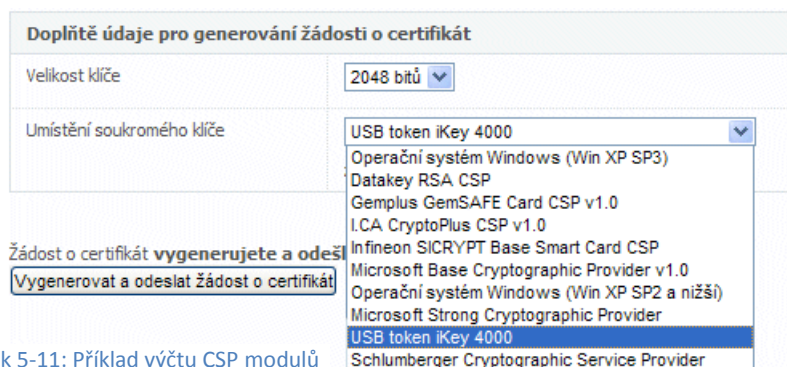 Doplňtě údaje pro generování žádosti o certifikát
Velikost klíče
2048 bitů
Umístění soukromého klíče
USB token iKey 4000
Operační systém Windows (Win XP SP3)
Datakey RSA CSP
Gemplus GemSAFE Card CSP v1.0
I.CA CryptoPlus CSP v1.0
Infineon SICRYPT Base Smart Card CSP
Microsoft Base Cryptographic Provider v1.0
Operační systém Windows (Win XP SP2 a nižší)
Microsoft Strong Cryptographic Provider
USB token iKey 4000
Schlumberger Cryptographic Service Provider
Žádost o certifikát vygenerujete a odešl
Vygenerovat a odeslat žádost o certifikát
k 5-11: Příklad výčtu CSP modulů